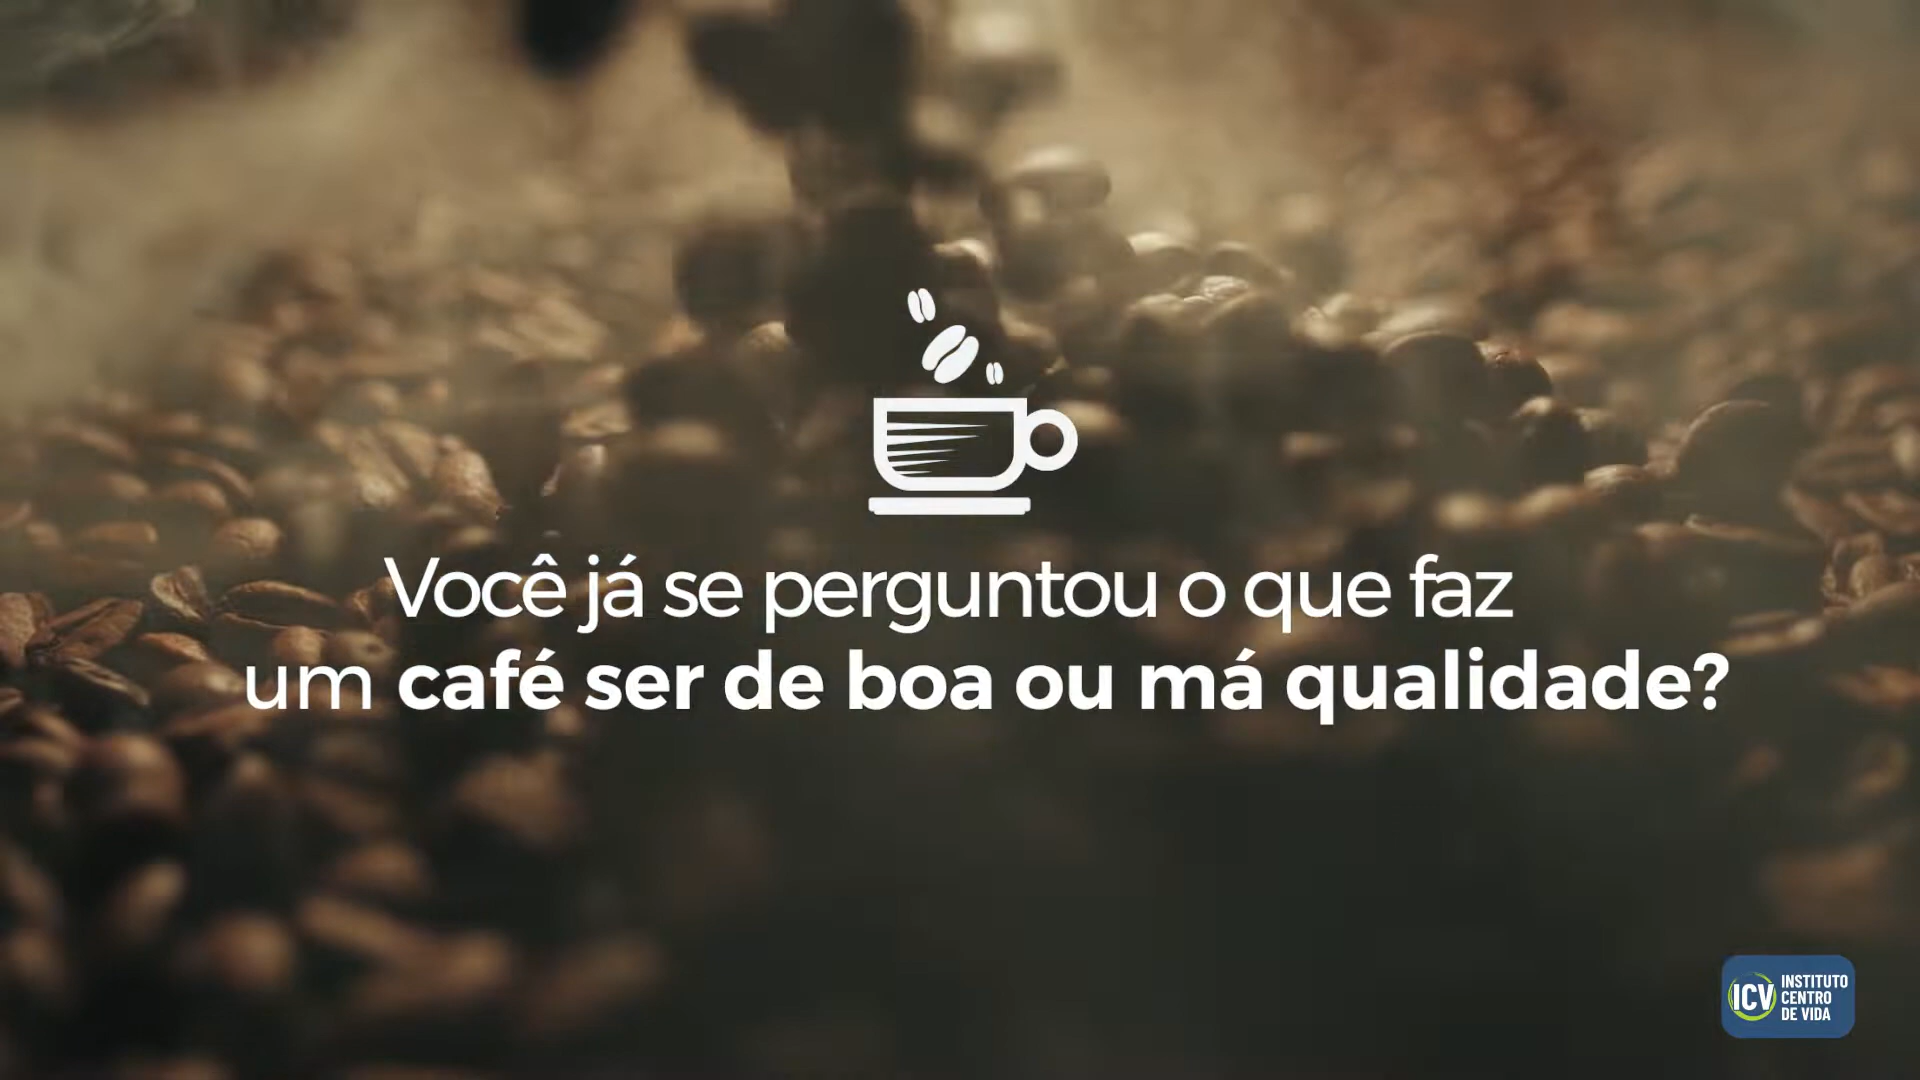 Você já se perguntou o que faz
um café ser de boa ou má qualidade?
ICV INSTITUTO
CENTRO
DE VIDA